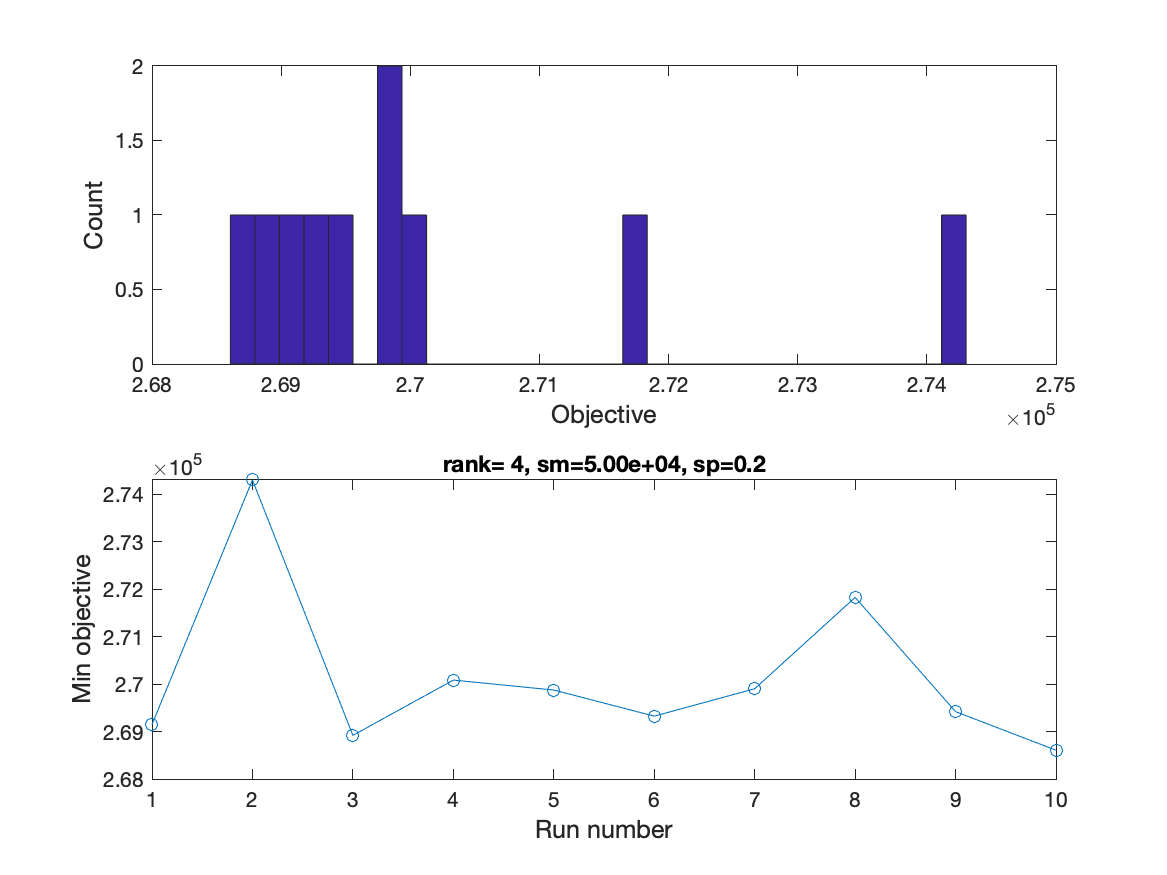 2
1.5
1
0.5
0
Count
2.68 2.69 2.7 2.71 2.72 2.73 2.74 2.75
Objective
×10^5
rank= 4, sm=5.00e+04, sp=0.2
×10^5
2.74
2.73
2.72
2.71
2.7
2.69
2.68
Min objective
1 2 3 4 5 6 7 8 9 10
Run number